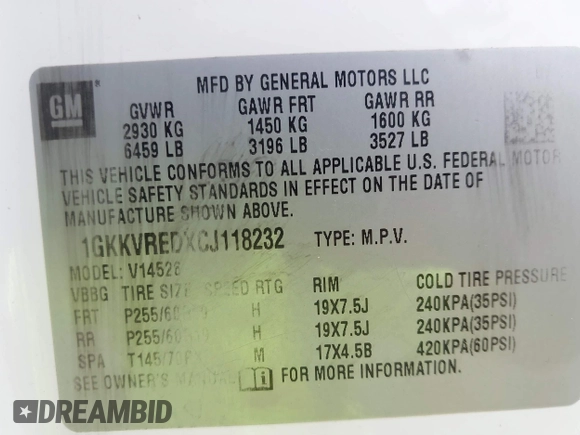 GM
MFD BY GENERAL MOTORS LLC
GVWR GAWR FRT GAWR RR
2930 KG 1450 KG 1600 KG
6459 LB 3196 LB 3527 LB
THIS VEHICLE CONFORMS TO ALL APPLICABLE U.S. FEDERAL MOTOR
VEHICLE SAFETY STANDARDS IN EFFECT ON THE DATE OF
MANUFACTURE SHOWN ABOVE.
1GKKVREDXCJ118232 TYPE: M.P.V.
MODEL: V14526
VBBG TIRE SIZE SPEED RTG RIM COLD TIRE PRESSURE
FRT H 19X7.5J 240KPA(35PSI)
RR H 19X7.5J 240KPA(35PSI)
SPA M 17X4.5B 420KPA(60PSI)
SEE OWNER'S MANUAL FOR MORE INFORMATION.
DREAMBID